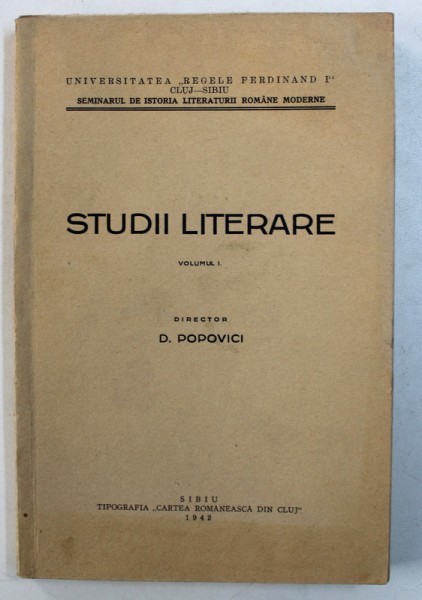 UNIVERSITATEA „REGELE FERDINAND I“
CLUJ—SIBIU
SEMINARUL DE ISTORIA LITERATURII ROMÂNE MODERNE
STUDII LITERARE
VOLUMUL I.
DIRECTOR
D. POPOVICI
SIBIU
TIPOGRAFIA „CARTEA ROMANEASCA DIN CLUJ“
1942